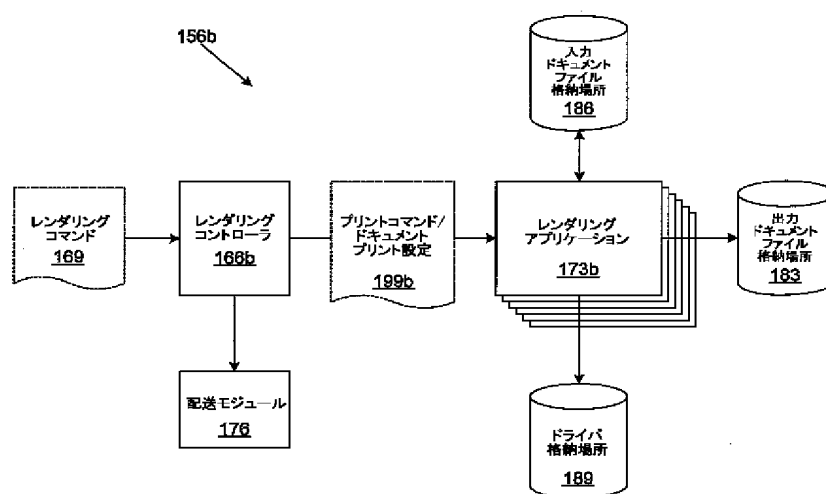 156b
入力
ドキュメント
ファイル
格納場所
186
レンダリング
コマンド
169
レンダリング
コントローラ
166b
プリントコマンド/
ドキュメント
プリント設定
199b
レンダリング
アプリケーション
173b
出力
ドキュメント
ファイル
格納場所
183
配送モジュール
176
ドライバ
格納場所
189